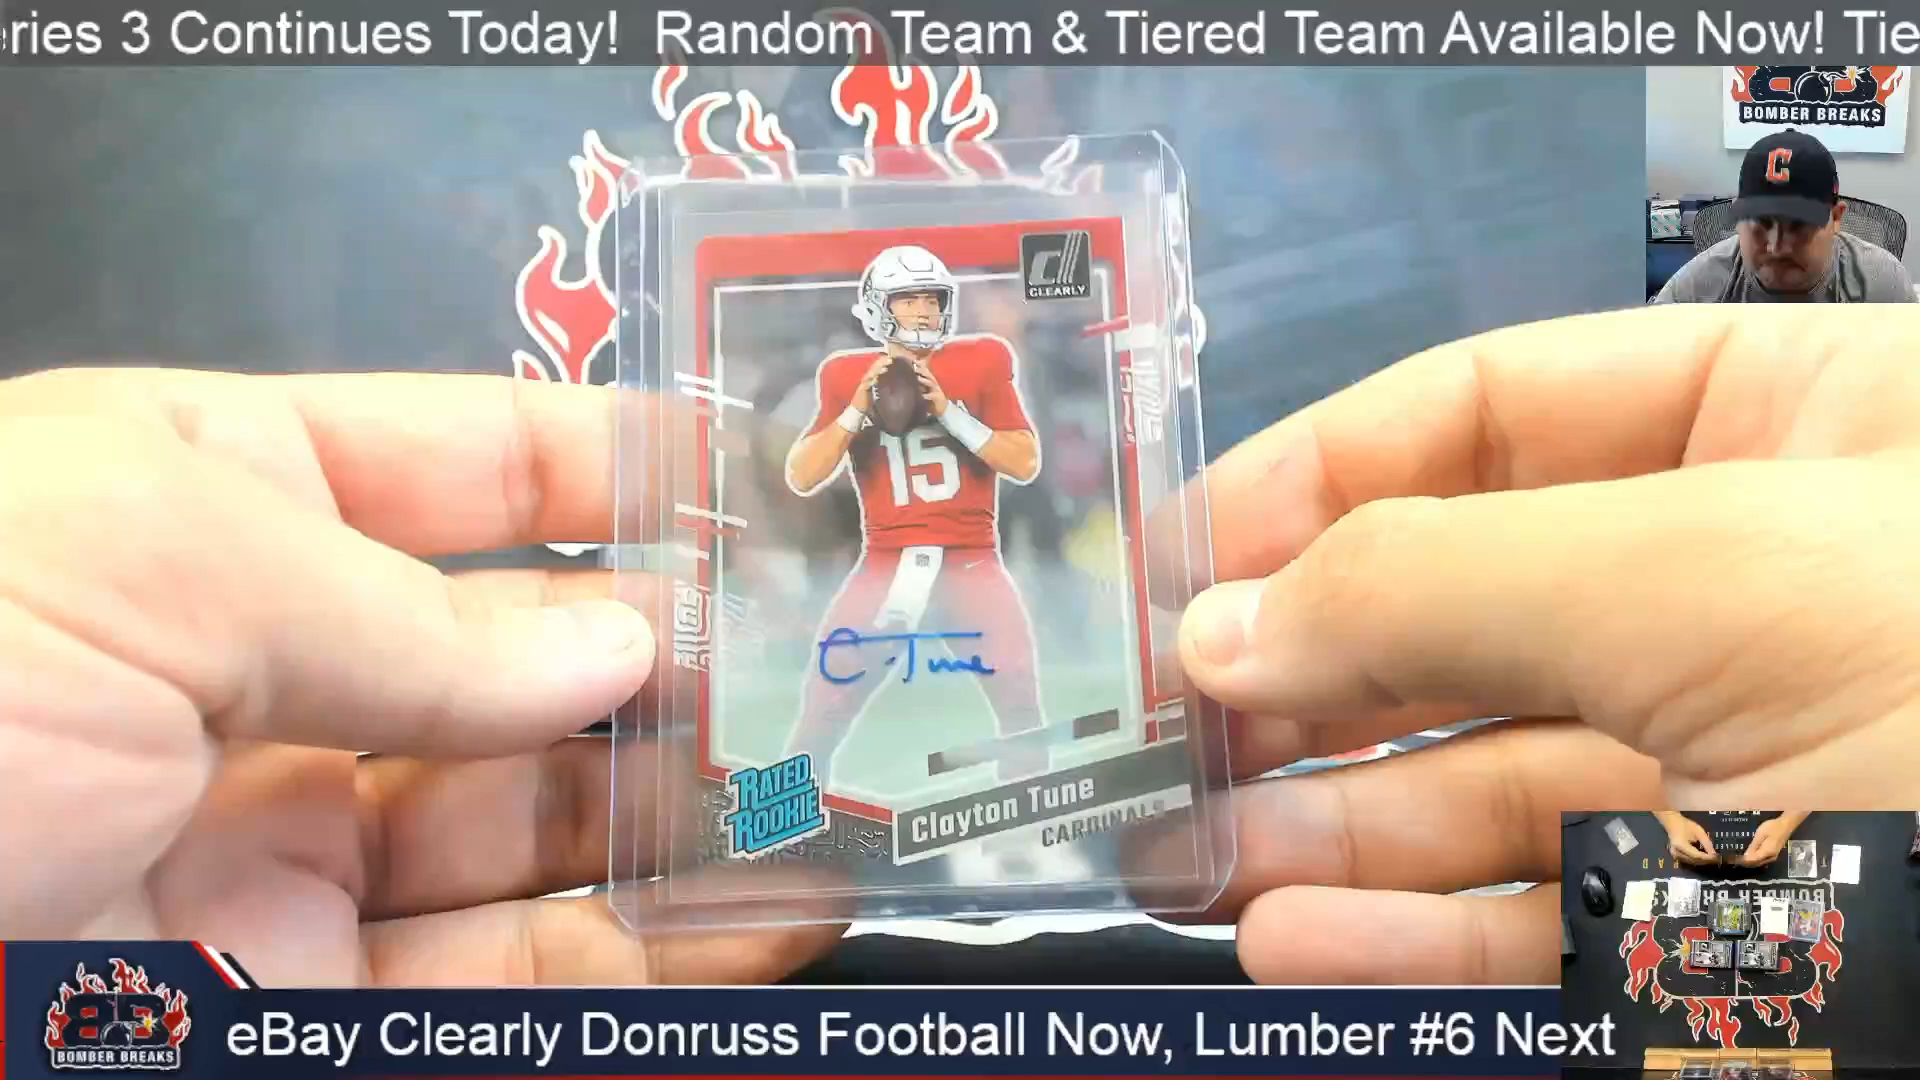 ries 3 Continues Today! Random Team & Tiered Team Available Now! Tie
BOMBER BREAKS
C
CLEARLY
15
C. Tune
RATED
ROOKIE
Clayton Tune
CARDINALS
BOMBER BREAKS
eBay Clearly Donruss Football Now, Lumber #6 Next